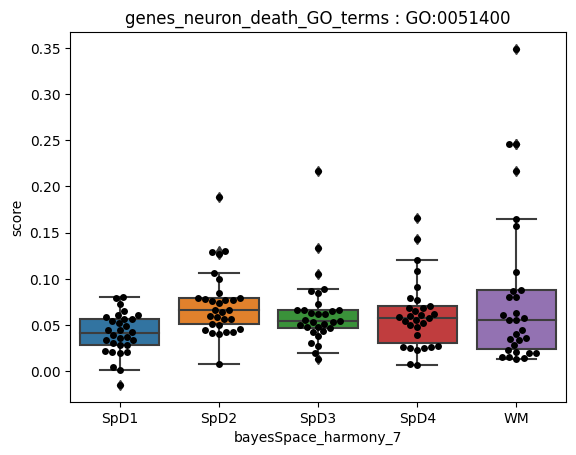 genes_neuron_death_GO_terms : GO:0051400
score
0.35
0.30
0.25
0.20
0.15
0.10
0.05
0.00
SpD1 SpD2 SpD3 SpD4 WM
bayesSpace_harmony_7